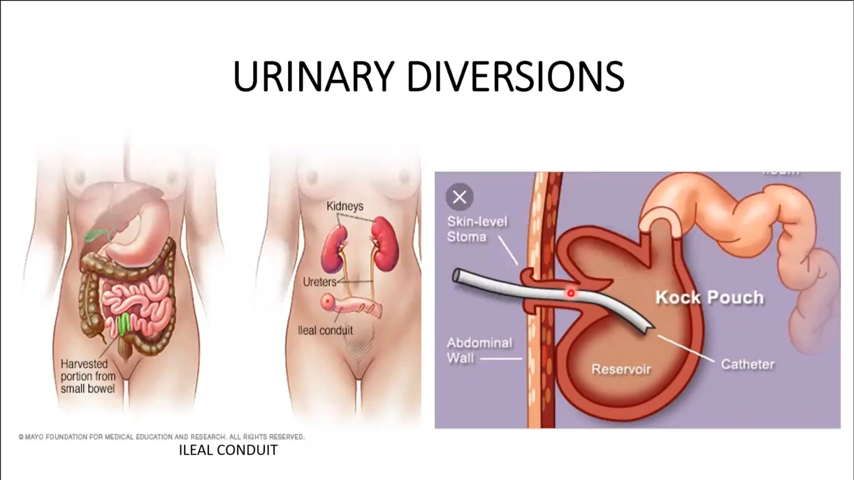 URINARY DIVERSIONS
Kidneys
Ureters
Ileal conduit
Harvested
portion from
small bowel
© MAYO FOUNDATION FOR MEDICAL EDUCATION AND RESEARCH. ALL RIGHTS RESERVED.
ILEAL CONDUIT
Skin-level
Stoma
Kock Pouch
Abdominal
Wall
Reservoir
Catheter